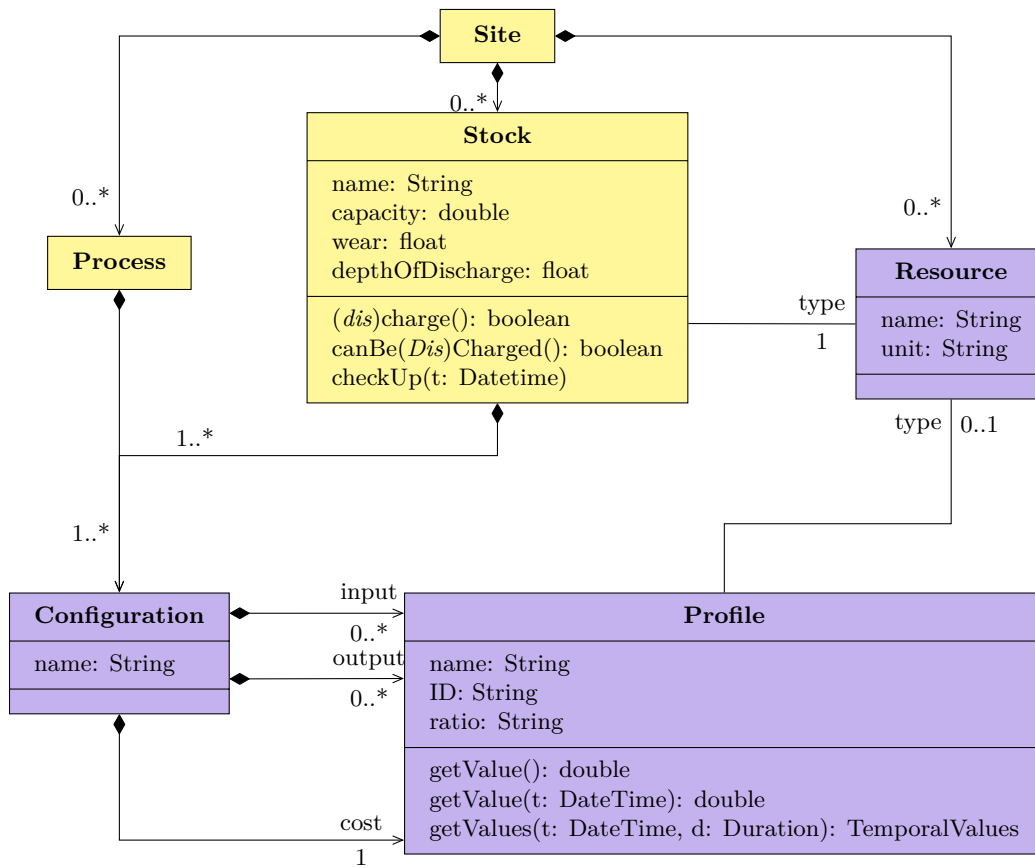 Site
0..*
Stock
name: String
capacity: double
wear: float
depthOfDischarge: float
(dis)charge(): boolean
canBe(Dis)Charged(): boolean
checkUp(t: Datetime)
0..*
Process
0..*
Resource
name: String
unit: String
type
1
type
0..1
1..*
1..*
Configuration
name: String
input
0..*
output
0..*
cost
1
Profile
name: String
ID: String
ratio: String
getValue(): double
getValue(t: DateTime): double
getValues(t: DateTime, d: Duration): TemporalValues